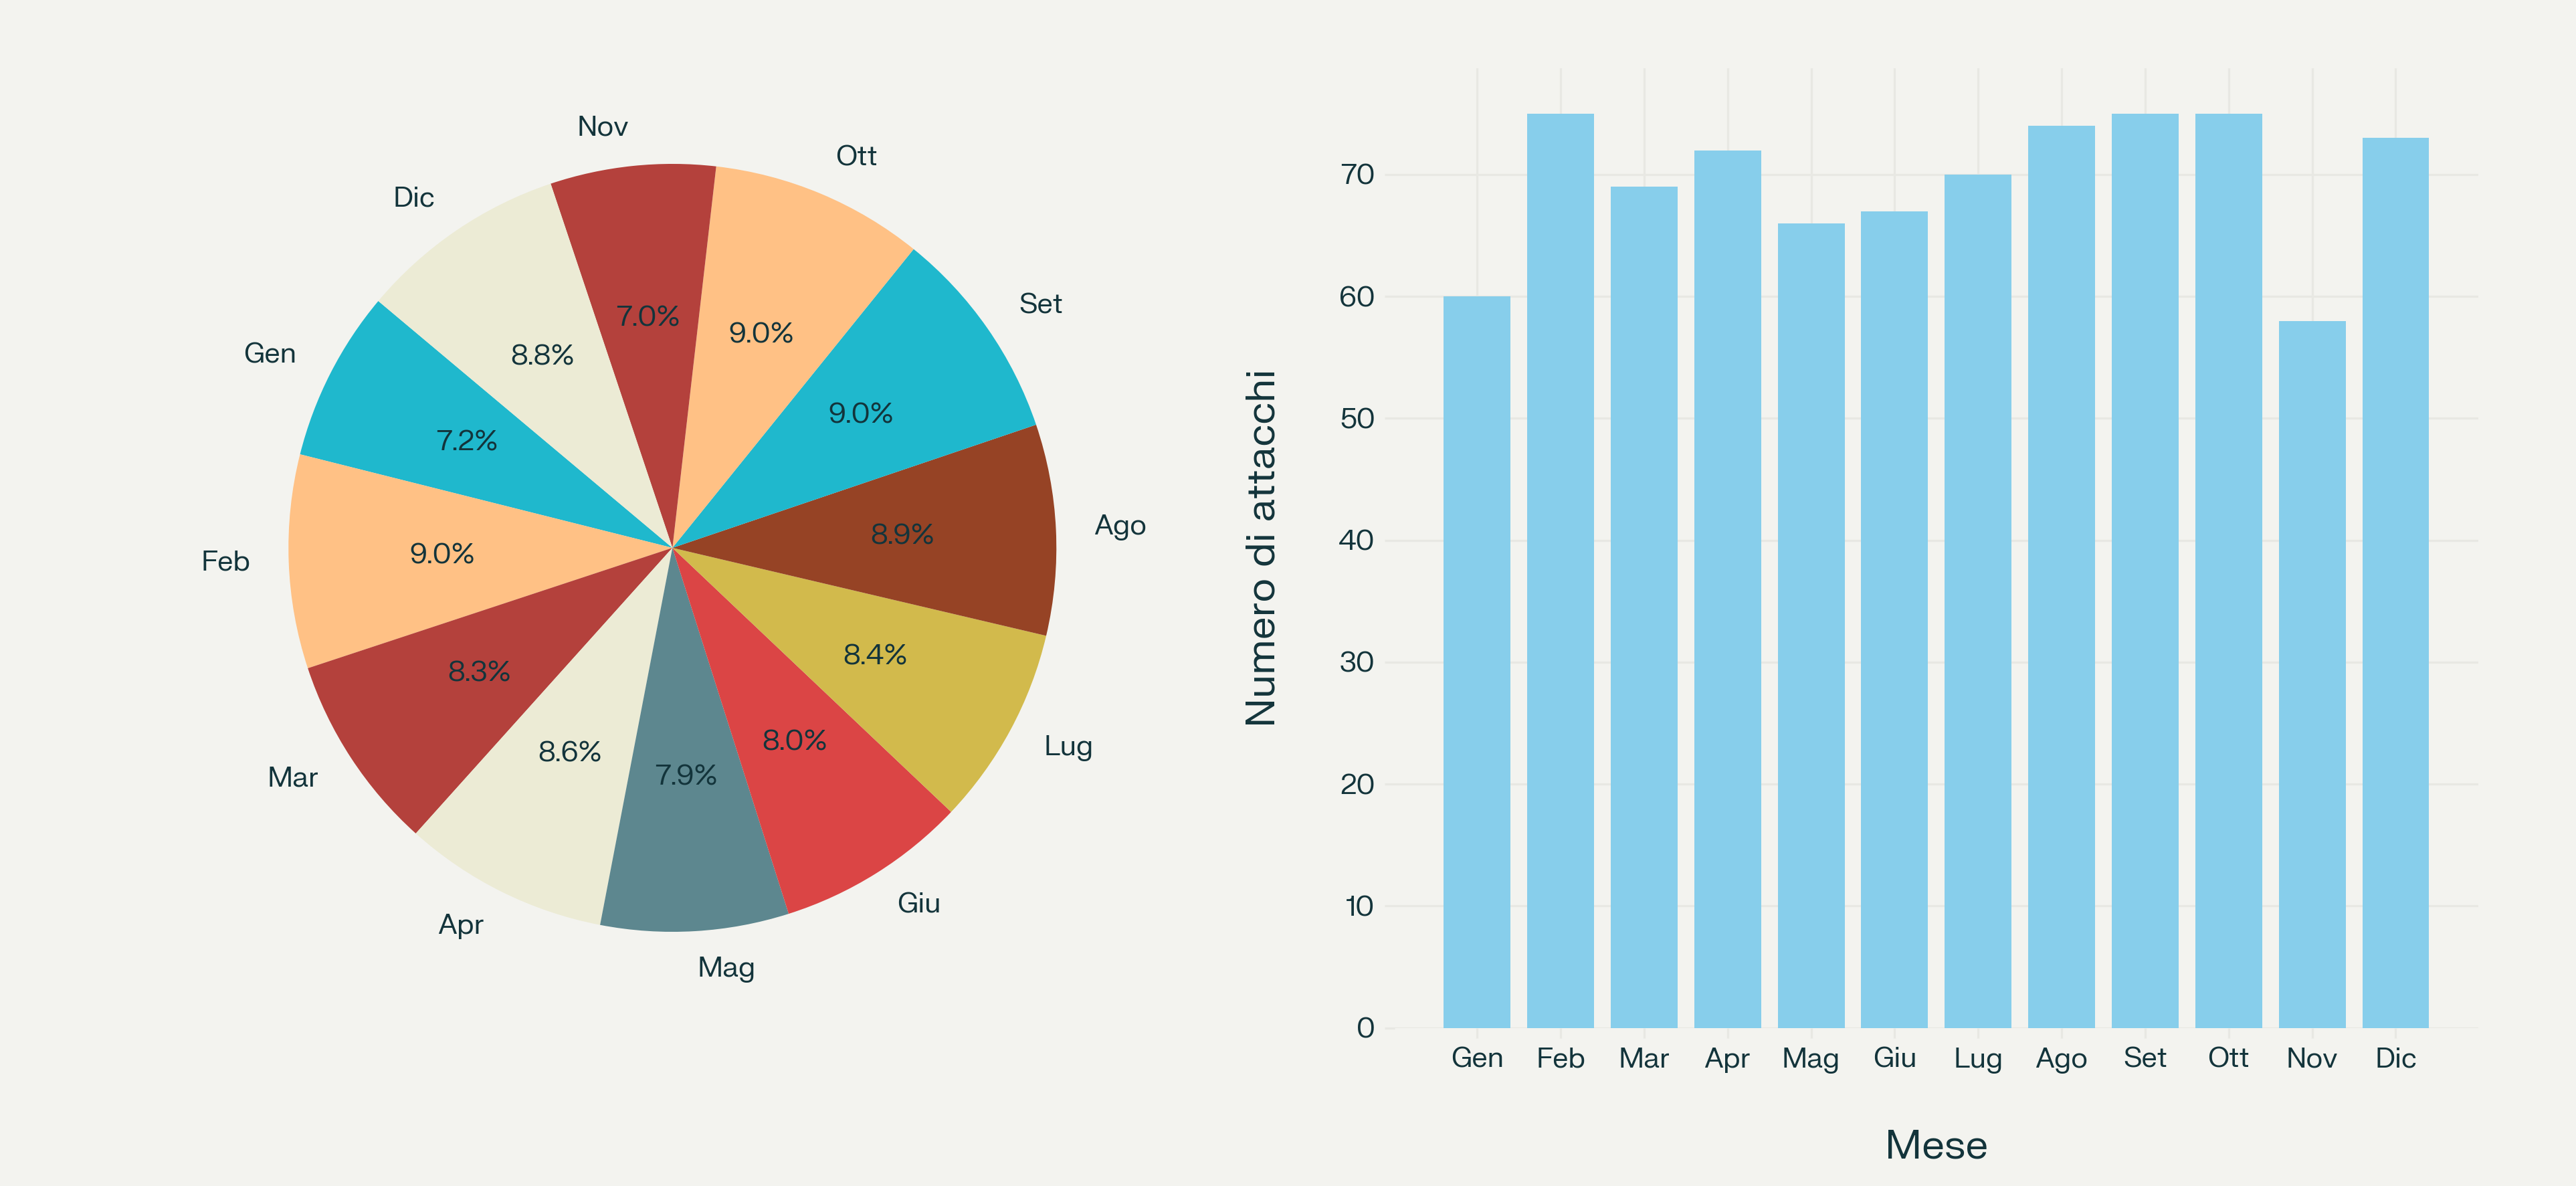 Nov
Ott
Dic
Set
Gen
Feb
Ago
Mar
Lug
Apr
Giu
Mag
7.0%
9.0%
8.8%
9.0%
7.2%
8.9%
9.0%
8.4%
8.3%
8.0%
8.6%
7.9%
Numero di attacchi
70
60
50
40
30
20
10
0
Gen Feb Mar Apr Mag Giu Lug Ago Set Ott Nov Dic
Mese